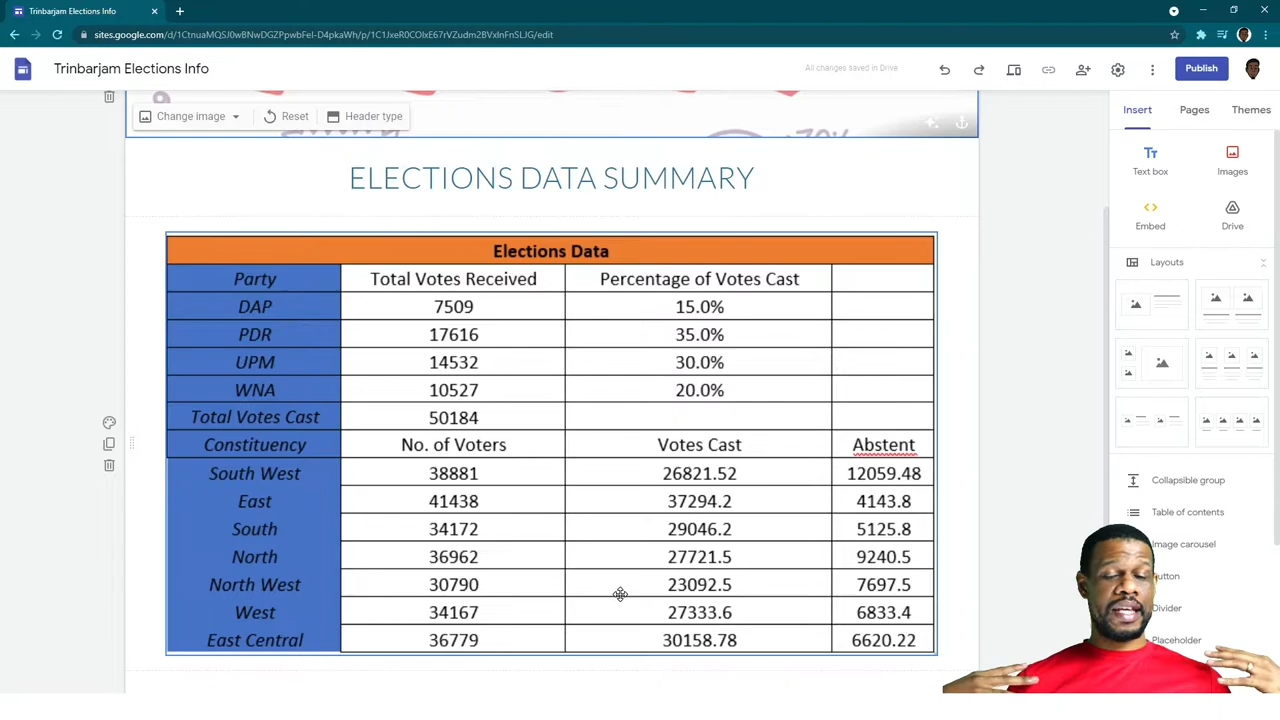 Trinbarjam Elections Info
sites.google.com/d/1CtnuaMQSJ0wBNwDGZPpwbFeI-D4pkaWh/p/1C1JxeR0COIxE67rVZudm2BVxInFnSLJG/edit
Trinbarjam Elections Info
All changes saved in Drive
Publish
Change image
Reset
Header type
Insert
Pages
Themes
ELECTIONS DATA SUMMARY
Elections Data
Party Total Votes Received Percentage of Votes Cast
DAP 7509 15.0%
PDR 17616 35.0%
UPM 14532 30.0%
WNA 10527 20.0%
Total Votes Cast 50184
Constituency No. of Voters Votes Cast Abstent
South West 38881 26821.52 12059.48
East 41438 37294.2 4143.8
South 34172 29046.2 5125.8
North 36962 27721.5 9240.5
North West 30790 23092.5 7697.5
West 34167 27333.6 6833.4
East Central 36779 30158.78 6620.22
Text box
Images
Embed
Drive
Layouts
Collapsible group
Table of contents
Image carousel
utton
Divider
Placeholder